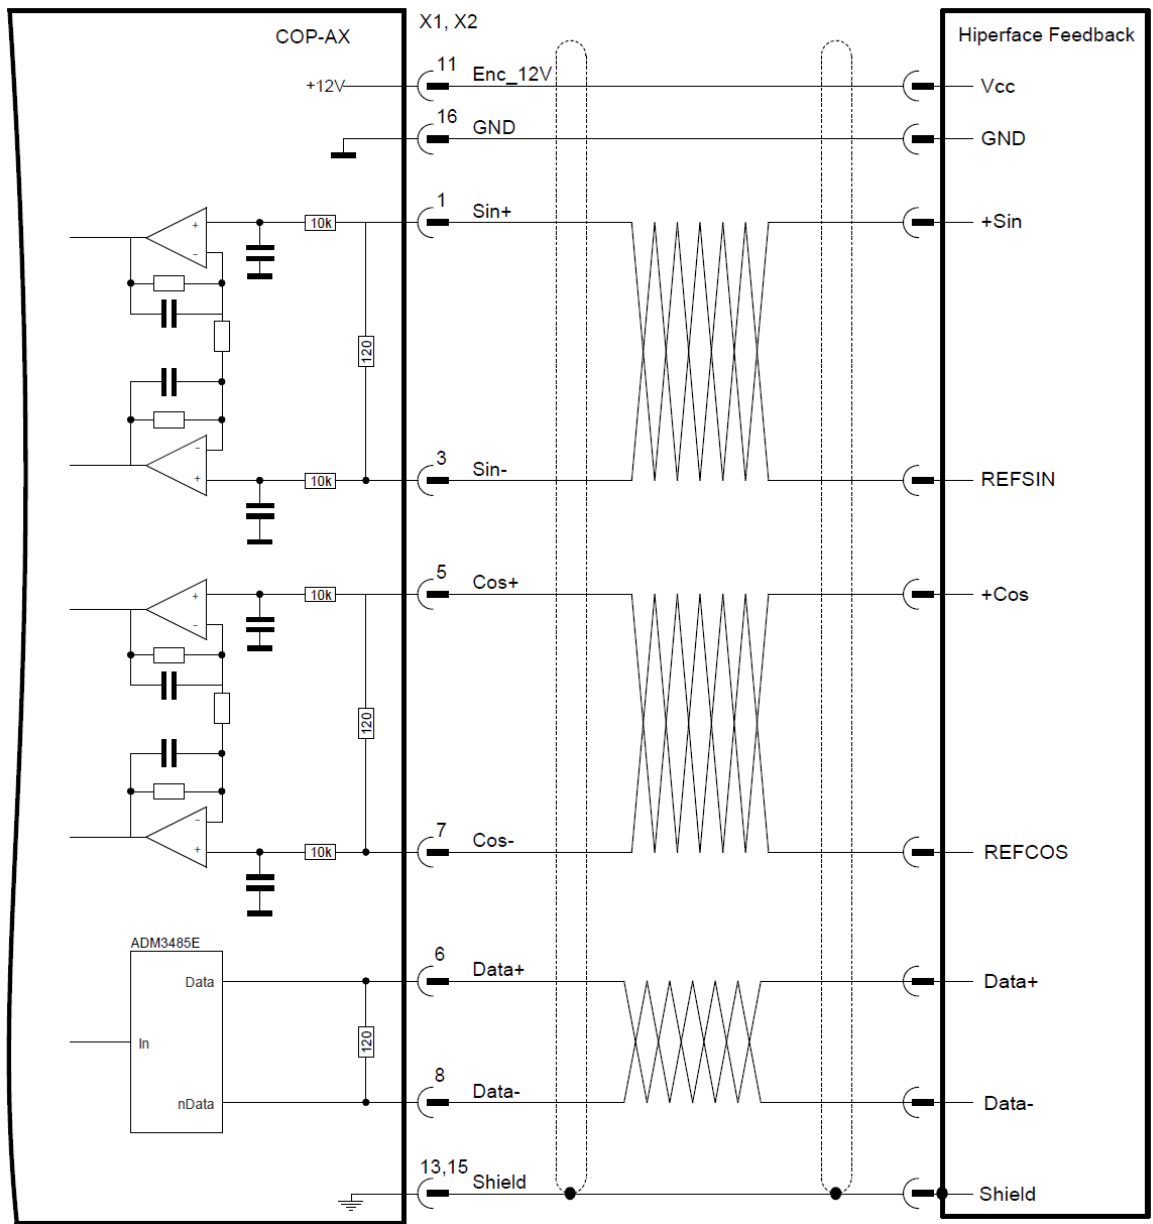 COP-AX
X1, X2
Hiperface Feedback
+12V
11
Enc_12V
Vcc
16
GND
GND
1
Sin+
+Sin
+
10k
-
120
3
Sin-
REFSIN
-
+
10k
5
Cos+
+Cos
+
10k
-
120
7
Cos-
REFCOS
-
+
10k
ADM3485E
6
Data+
Data+
Data
120
In
8
Data-
Data-
nData
13,15
Shield
Shield